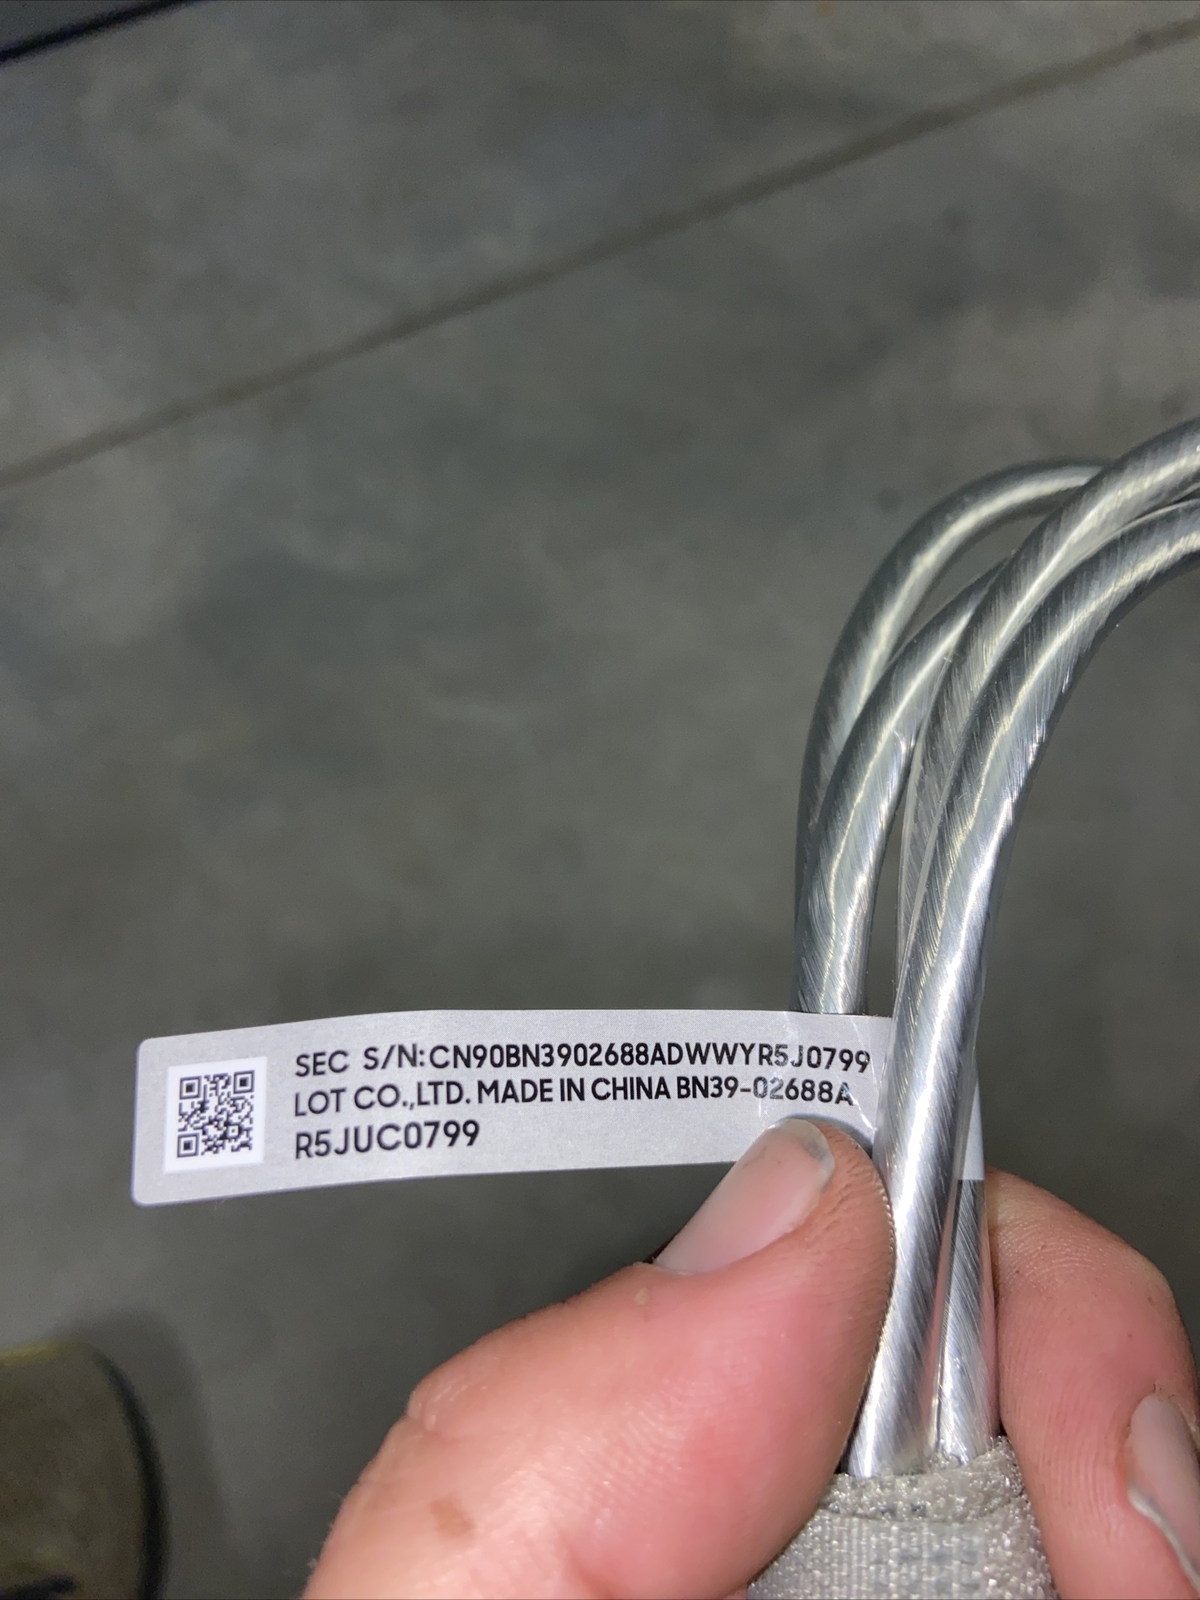 SEC S/N:CN90BN3902688ADWWYR5J0799
LOT CO.,LTD. MADE IN CHINA BN39-02688A
R5JUC0799